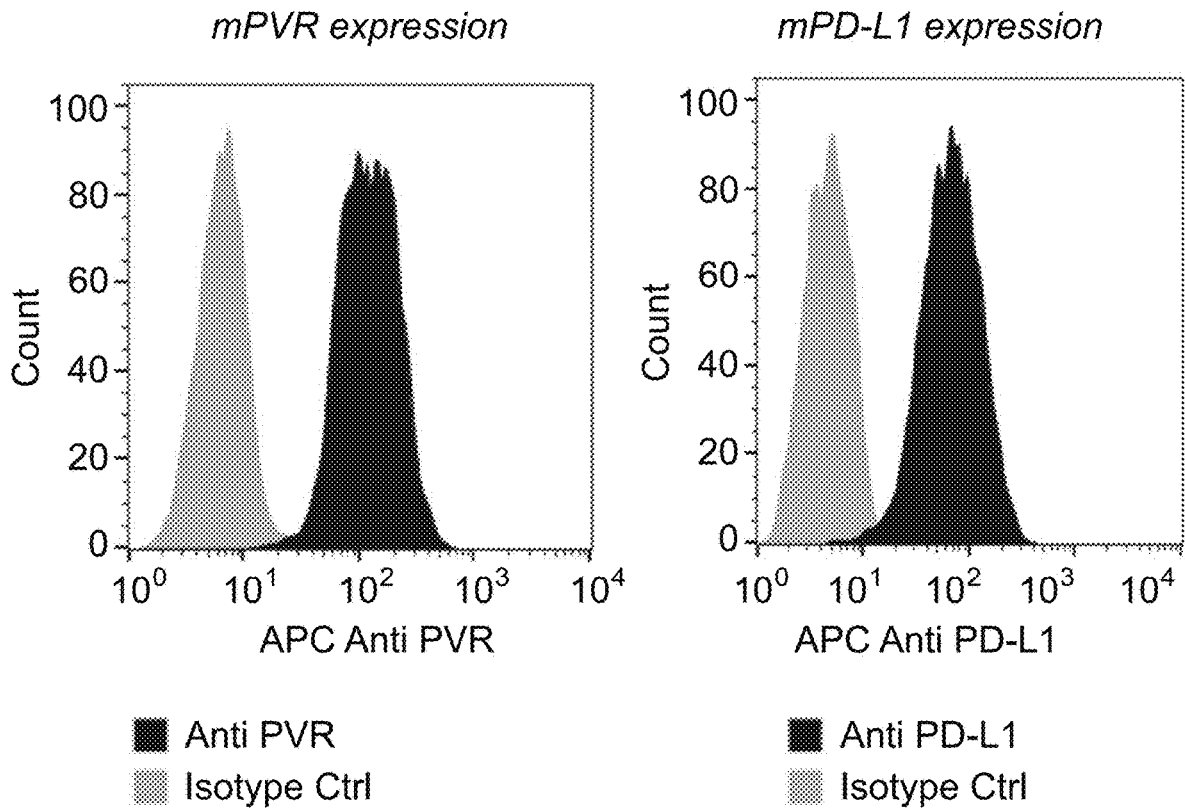 mPVR expression
100
80
60
40
20
0
Count
10^0 10^1 10^2 10^3 10^4
APC Anti PVR
Anti PVR
Isotype Ctrl
mPD-L1 expression
100
80
60
40
20
0
Count
10^0 10^1 10^2 10^3 10^4
APC Anti PD-L1
Anti PD-L1
Isotype Ctrl